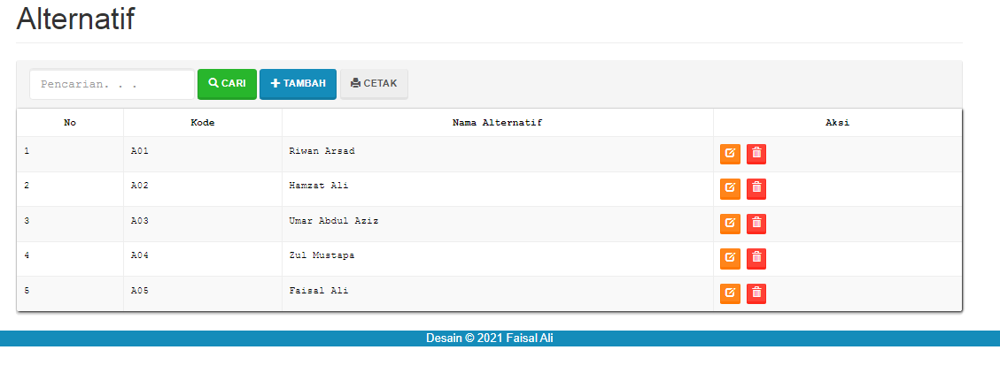 Alternatif
Pencarian. . . CARI TAMBAH CETAK
No Kode Nama Alternatif Aksi
1 A01 Riwan Arsad
2 A02 Hamzat Ali
3 A03 Umar Abdul Aziz
4 A04 Zul Mustapa
5 A05 Faisal Ali
Desain © 2021 Faisal Ali